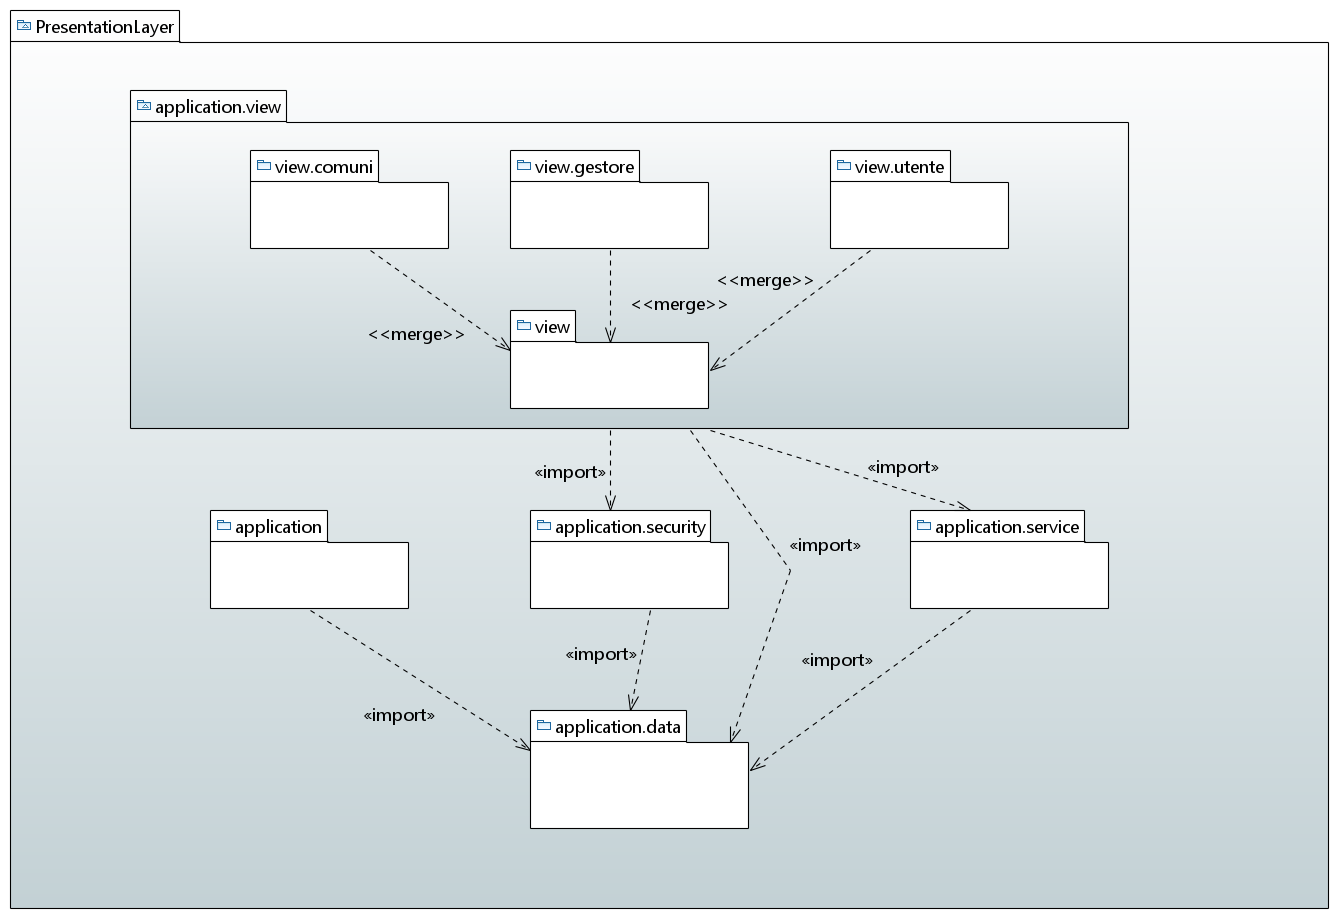 PresentationLayer
application.view
view.comuni
view.gestore
view.utente
<<merge>>
<<merge>>
<<merge>>
view
«import»
«import»
application
application.security
application.service
«import»
«import»
«import»
«import»
application.data